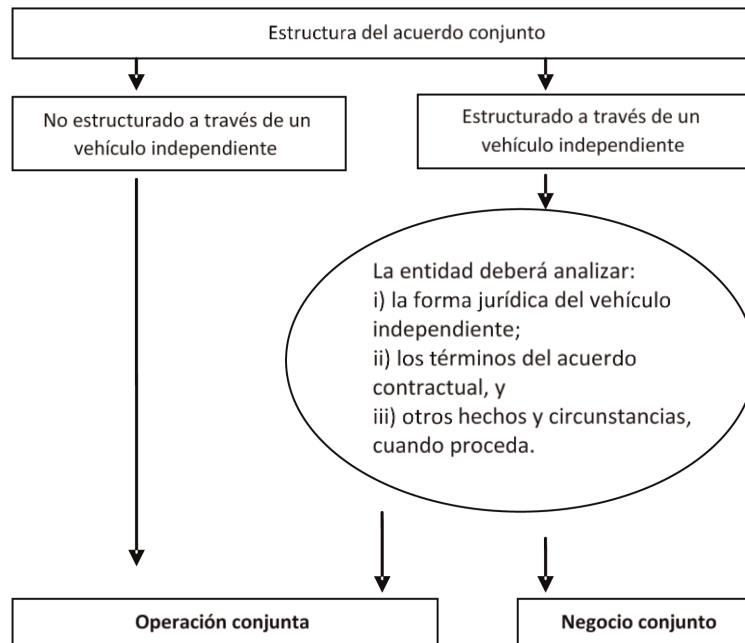 Estructura del acuerdo conjunto
No estructurado a través de un
vehículo independiente
Estructurado a través de un
vehículo independiente
La entidad deberá analizar:
i) la forma jurídica del vehículo
independiente;
ii) los términos del acuerdo
contractual, y
iii) otros hechos y circunstancias,
cuando proceda.
Operación conjunta
Negocio conjunto